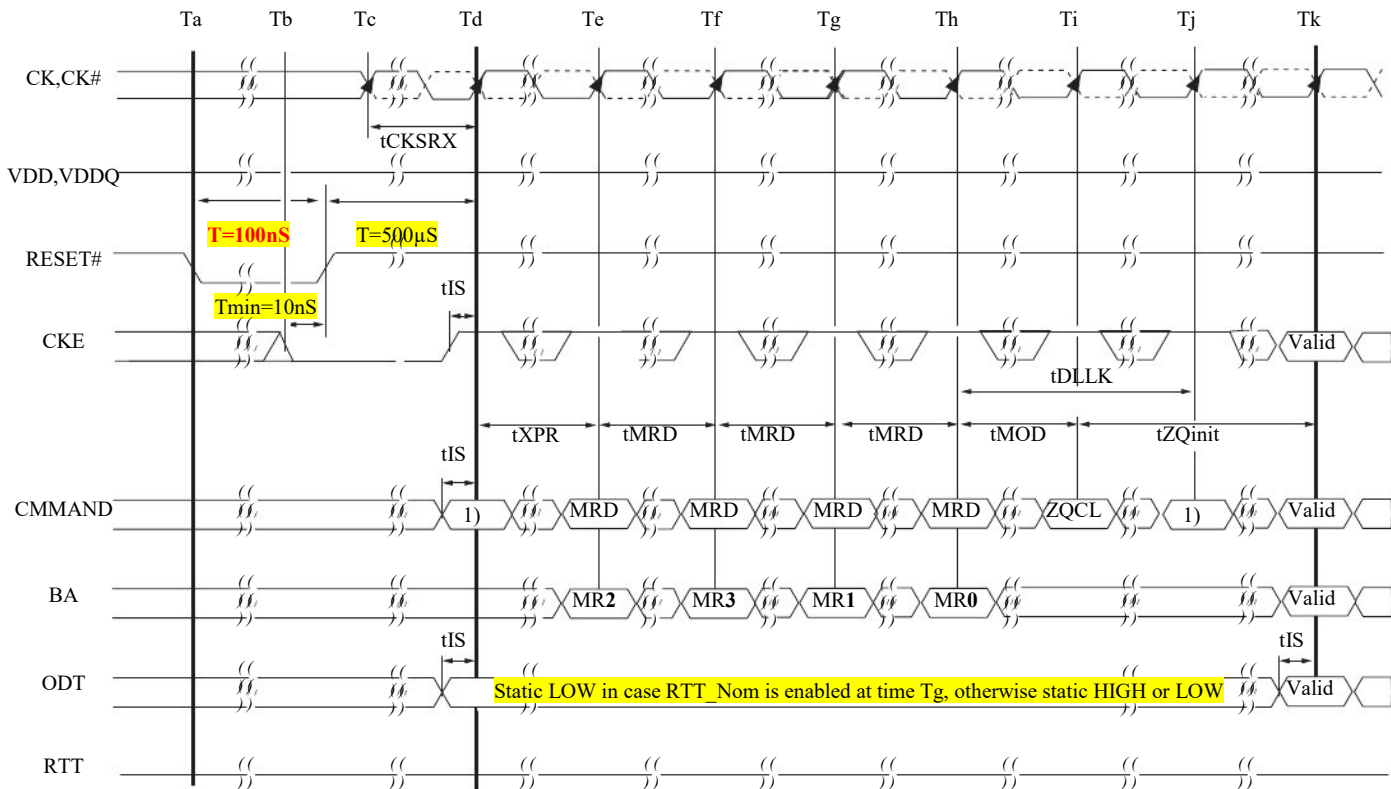 Ta Tb Tc Td Te Tf Tg Th Ti Tj Tk
CK,CK#
tCKSRX
VDD,VDDQ
T=100nS T=500µS
RESET#
Tmin=10nS tIS
CKE Valid
tDLLK
tXPR tMRD tMRD tMRD tMOD tZQinit
tIS
CMMAND 1) MRD MRD MRD MRD ZQCL 1) Valid
BA MR2 MR3 MR1 MR0 Valid
tIS tIS
ODT Static LOW in case RTT_Nom is enabled at time Tg, otherwise static HIGH or LOW Valid
RTT